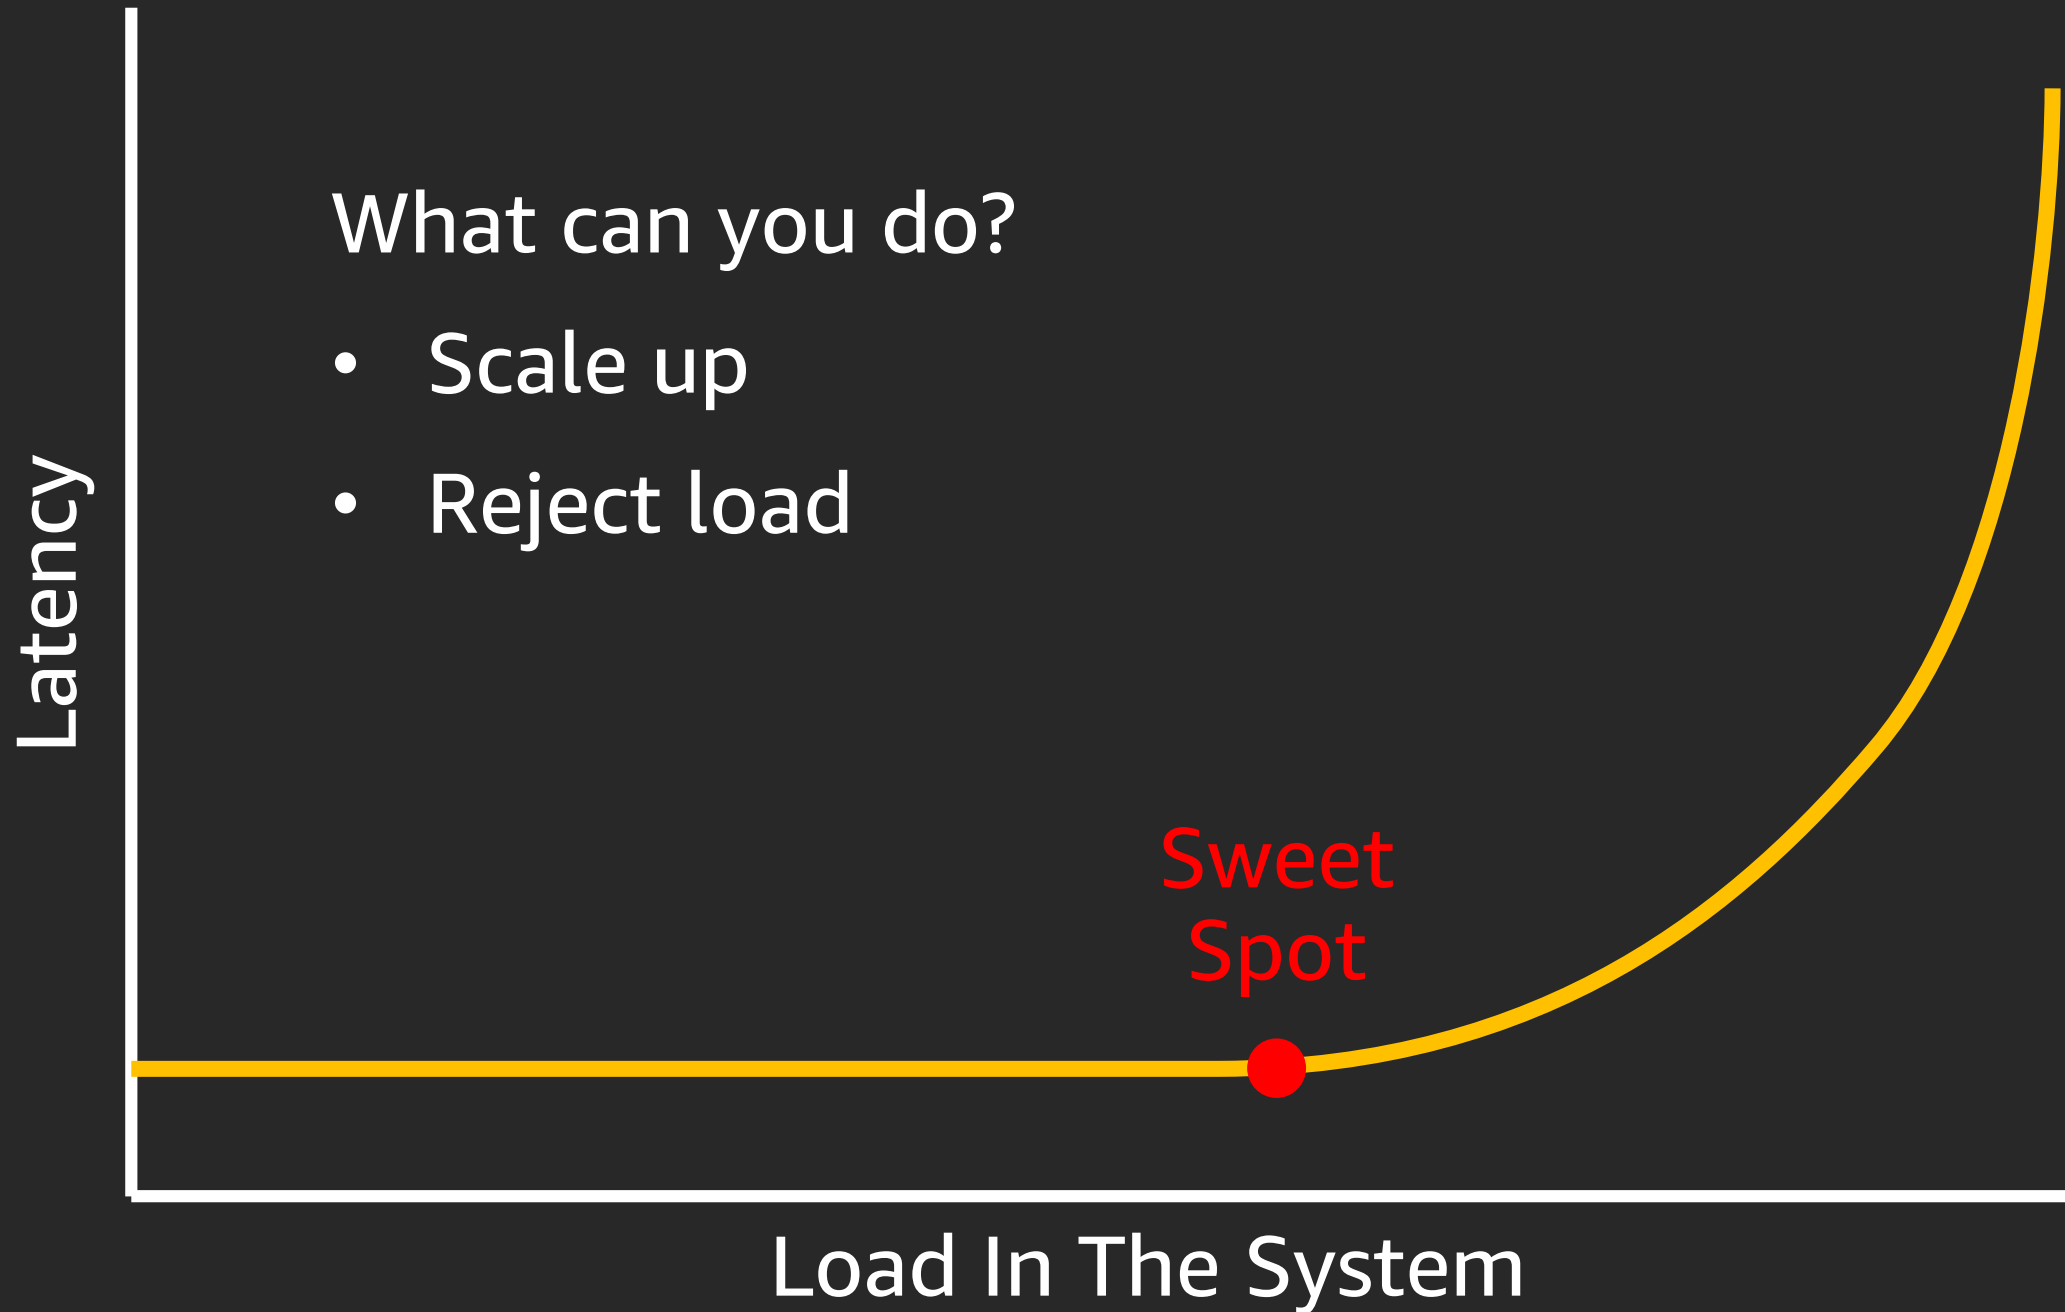 What can you do?
• Scale up
• Reject load
Latency
Sweet
Spot
Load In The System